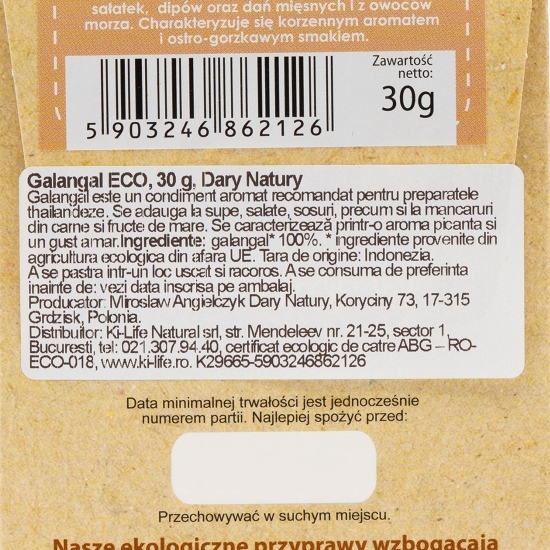 sałatek, dipów oraz dań mięsnych i z owoców
morza. Charakteryzuje się korzennym aromatem
i ostro-gorzkawym smakiem.
Zawartość
netto:
30g
5 903246 862126
Galangal ECO, 30 g, Dary Natury
Galangal este un condiment aromat recomandat pentru preparatele
thailandeze. Se adauga la supe, salate, sosuri, precum si la mancaruri
din carne si fructe de mare. Se caracterizează printr-o aroma picanta si
un gust amar.Ingrediente: galangal* 100%. * ingrediente provenite din
agricultura ecologica din afara UE. Tara de origine: Indonezia.
A se pastra intr-un loc uscat si racoros. A se consuma de preferinta
inainte de: vezi data inscrisa pe ambalaj.
Producator: Miroslaw Angielczyk Dary Natury, Koryciny 73, 17-315
Grdzisk, Polonia.
Distribuitor: Ki-Life Natural srl, str. Mendeleev nr. 21-25, sector 1,
Bucuresti, tel: 021.307.94.40, certificat ecologic de catre ABG – RO-
ECO-018, www.ki-life.ro. K29665-5903246862126
Data minimalnej trwałości jest jednocześnie
numerem partii. Najlepiej spożyć przed:
Przechowywać w suchym miejscu.
Nasze ekologiczne przyprawy wzbogacają